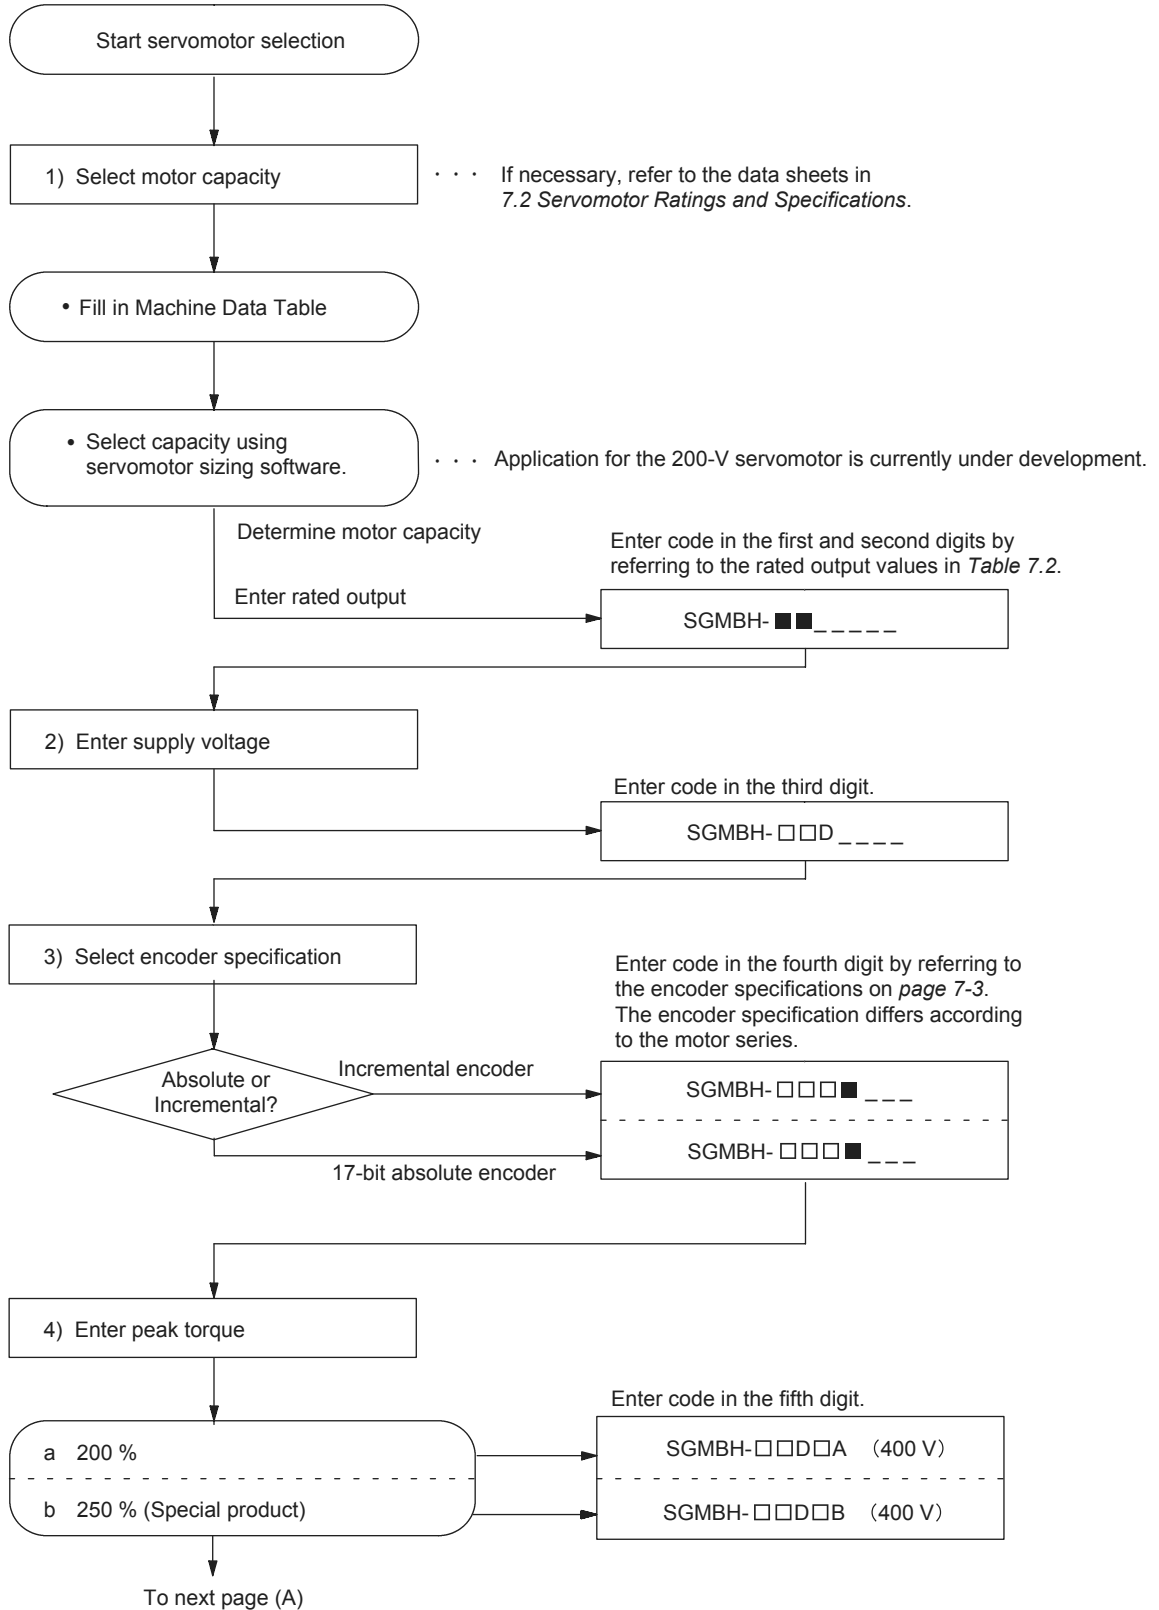 Start servomotor selection
1) Select motor capacity
· · · If necessary, refer to the data sheets in
7.2 Servomotor Ratings and Specifications.
• Fill in Machine Data Table
• Select capacity using
servomotor sizing software.
· · · Application for the 200-V servomotor is currently under development.
Determine motor capacity
Enter code in the first and second digits by
referring to the rated output values in Table 7.2.
Enter rated output
SGMBH- ■■_ _ _ _ _
2) Enter supply voltage
Enter code in the third digit.
SGMBH- □□D _ _ _ _
3) Select encoder specification
Enter code in the fourth digit by referring to
the encoder specifications on page 7-3.
The encoder specification differs according
to the motor series.
Absolute or
Incremental?
Incremental encoder
SGMBH- □□□■ _ _ _
17-bit absolute encoder
SGMBH- □□□■ _ _ _
4) Enter peak torque
Enter code in the fifth digit.
a 200 %
SGMBH- □□D□A (400 V)
b 250 % (Special product)
SGMBH- □□D□B (400 V)
To next page (A)